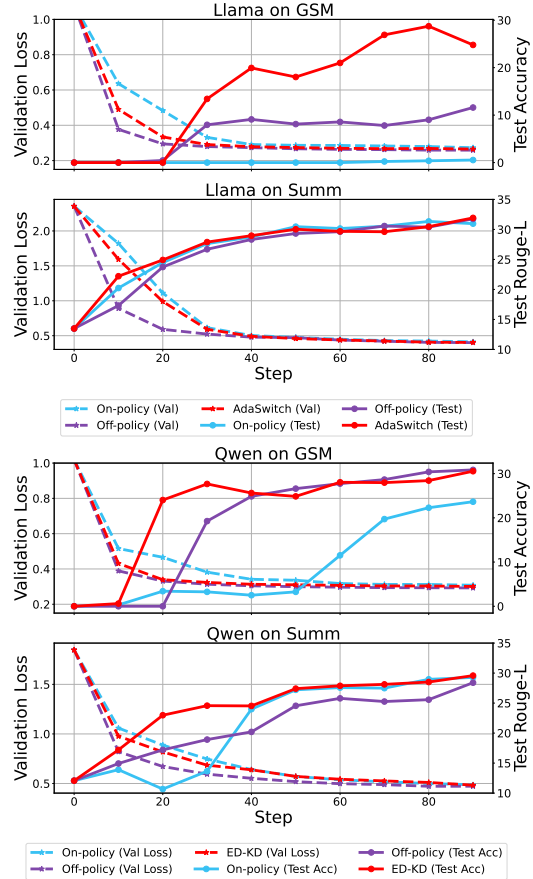 Llama on GSM
Validation Loss
1.0
0.8
0.6
0.4
0.2
30
20
10
0
Test Accuracy
Llama on Summ
Validation Loss
2.0
1.5
1.0
0.5
35
30
25
20
15
10
Test Rouge-L
0 20 40 60 80
Step
On-policy (Val) AdaSwitch (Val) Off-policy (Test)
Off-policy (Val) On-policy (Test) AdaSwitch (Test)
Qwen on GSM
Validation Loss
1.0
0.8
0.6
0.4
0.2
30
20
10
0
Test Accuracy
Qwen on Summ
Validation Loss
1.5
1.0
0.5
35
30
25
20
15
10
Test Rouge-L
0 20 40 60 80
Step
On-policy (Val Loss) ED-KD (Val Loss) Off-policy (Test Acc)
Off-policy (Val Loss) On-policy (Test Acc) ED-KD (Test Acc)